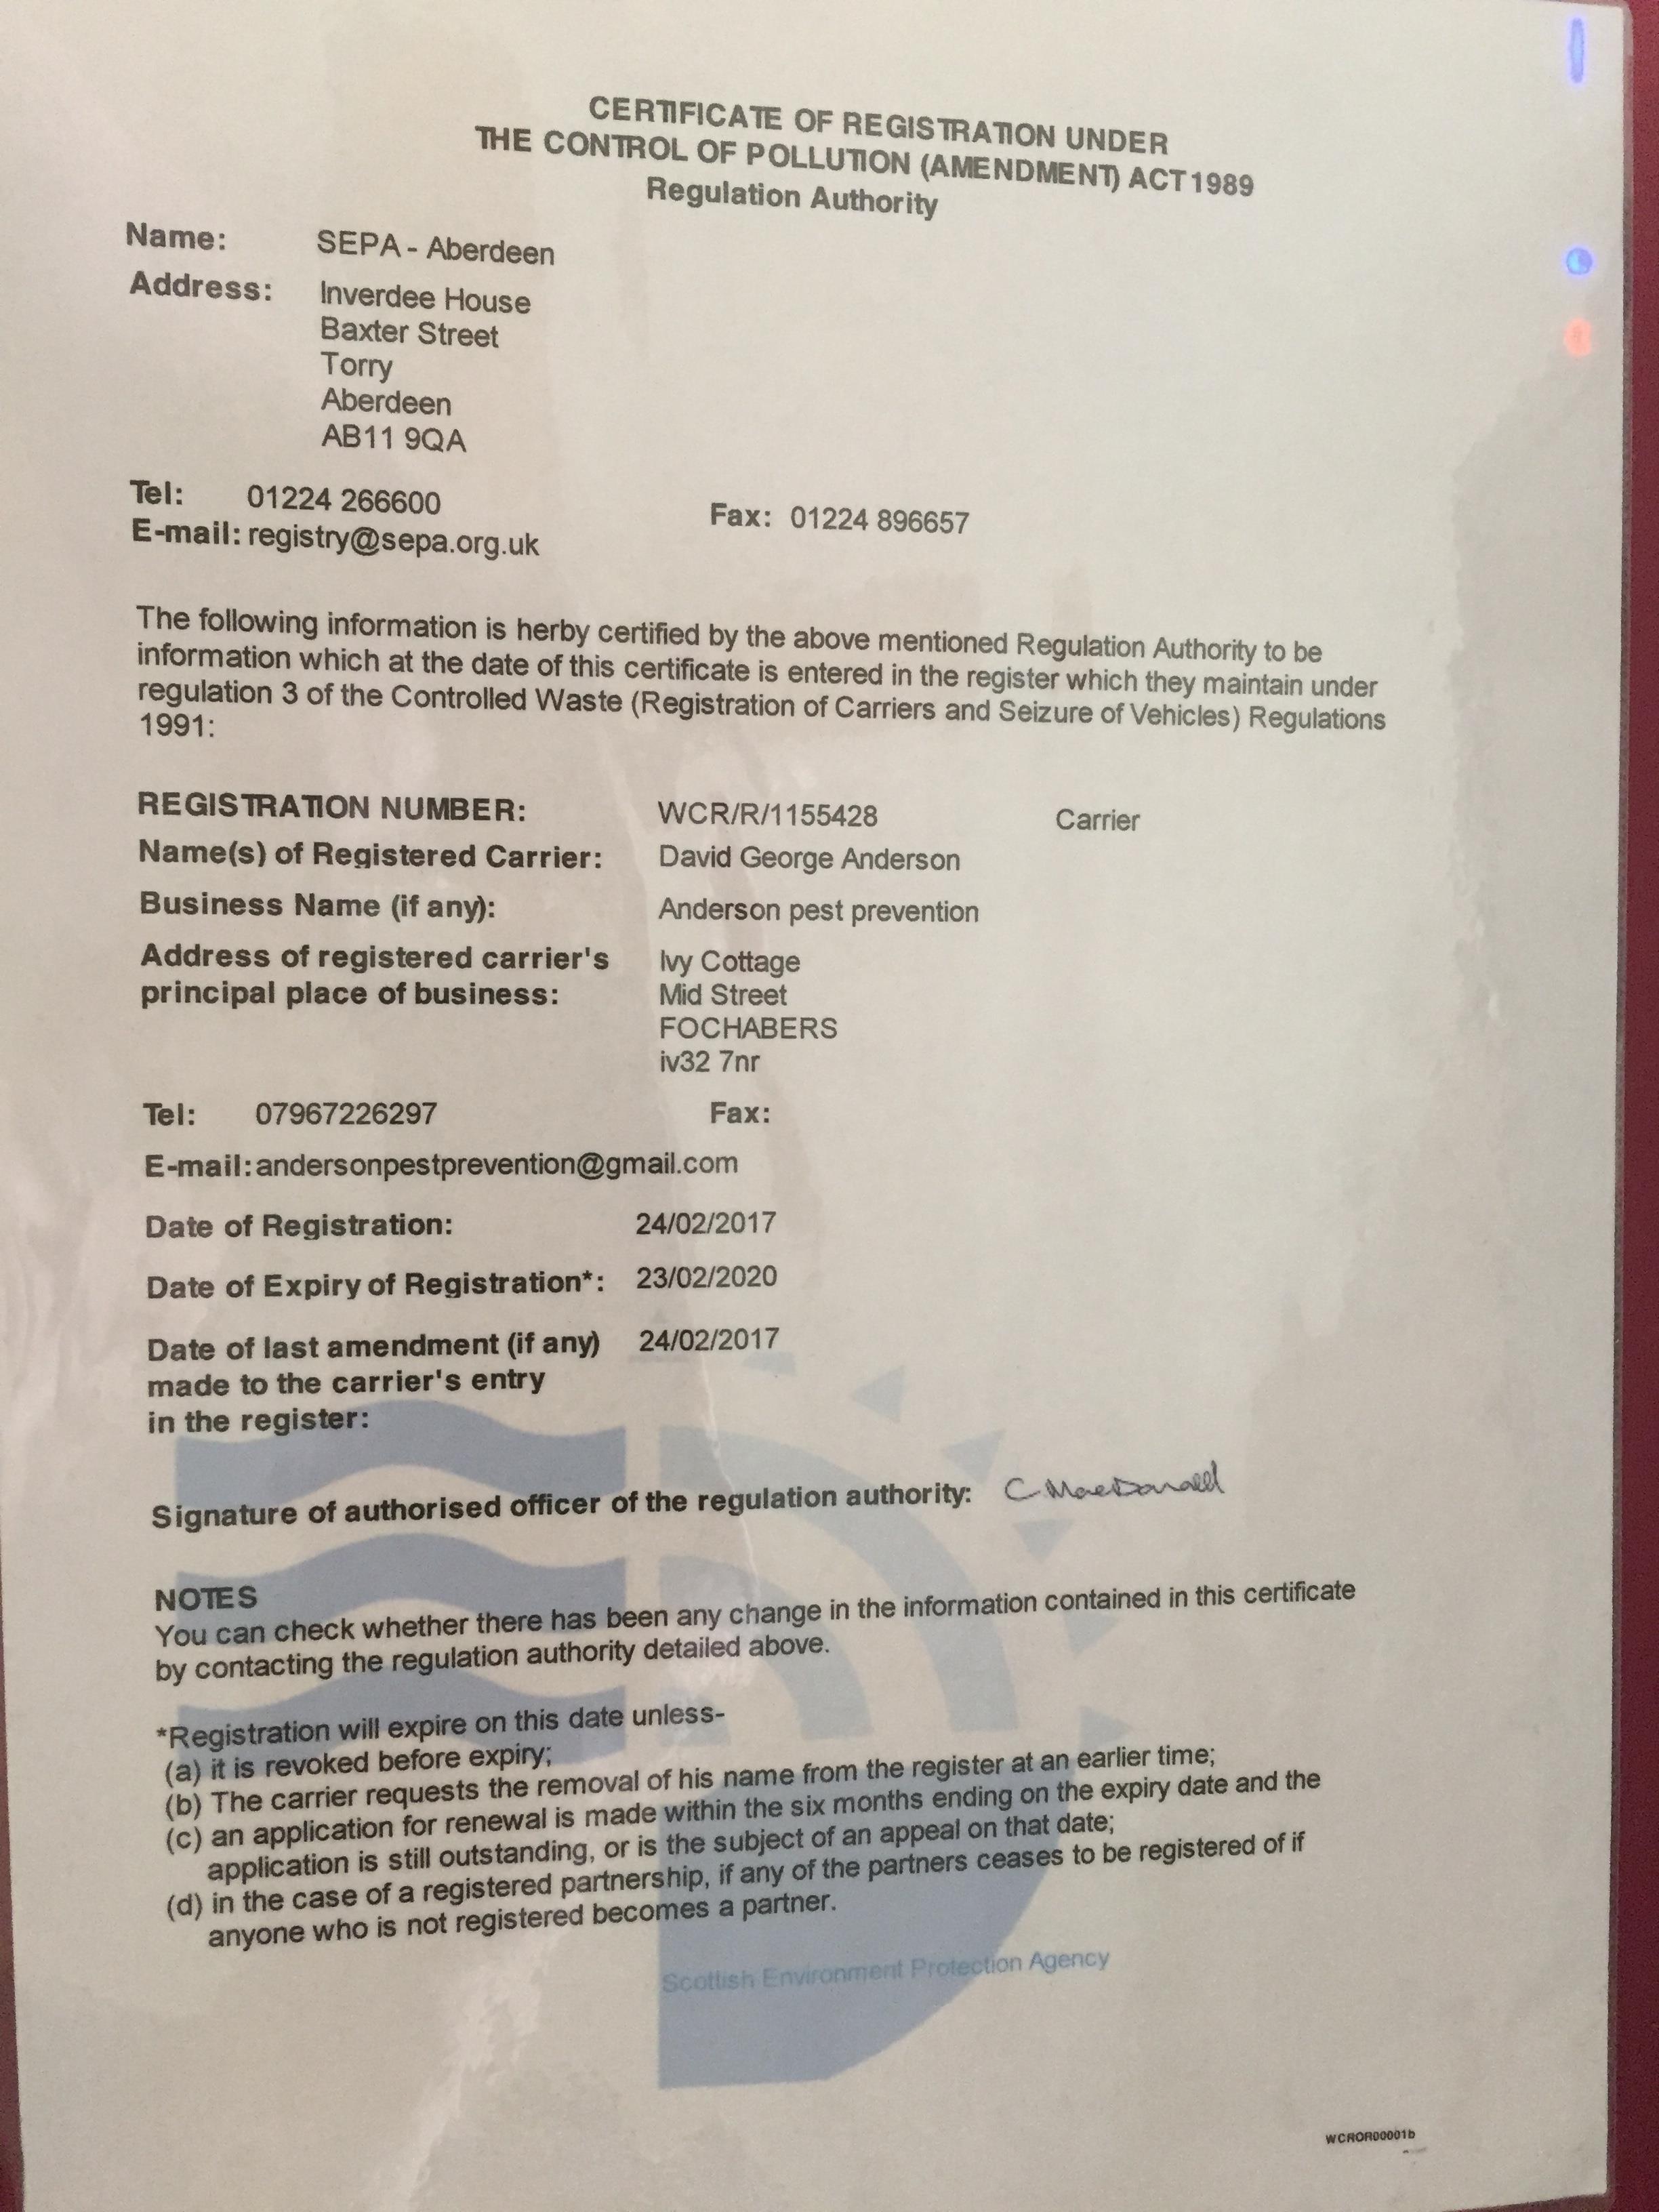 CERTIFICATE OF REGISTRATION UNDER
THE CONTROL OF POLLUTION (AMENDMENT) ACT 1989
Regulation Authority
Name: SEPA - Aberdeen
Address: Inverdee House
Baxter Street
Torry
Aberdeen
AB11 9QA
Tel: 01224 266600 Fax: 01224 896657
E-mail: registry@sepa.org.uk
The following information is herby certified by the above mentioned Regulation Authority to be
information which at the date of this certificate is entered in the register which they maintain under
regulation 3 of the Controlled Waste (Registration of Carriers and Seizure of Vehicles) Regulations
1991:
REGISTRATION NUMBER: WCR/R/1155428 Carrier
Name(s) of Registered Carrier: David George Anderson
Business Name (if any): Anderson pest prevention
Address of registered carrier's Ivy Cottage
principal place of business: Mid Street
FOCHABERS
iv32 7nr
Tel: 07967226297 Fax:
E-mail: andersonpestprevention@gmail.com
Date of Registration: 24/02/2017
Date of Expiry of Registration*: 23/02/2020
Date of last amendment (if any) 24/02/2017
made to the carrier's entry
in the register:
Signature of authorised officer of the regulation authority: C MacDonald
NOTES
You can check whether there has been any change in the information contained in this certificate
by contacting the regulation authority detailed above.
*Registration will expire on this date unless-
(a) it is revoked before expiry;
(b) The carrier requests the removal of his name from the register at an earlier time;
(c) an application for renewal is made within the six months ending on the expiry date and the
application is still outstanding, or is the subject of an appeal on that date;
(d) in the case of a registered partnership, if any of the partners ceases to be registered of if
anyone who is not registered becomes a partner.
Scottish Environment Protection Agency
WCROR00001b